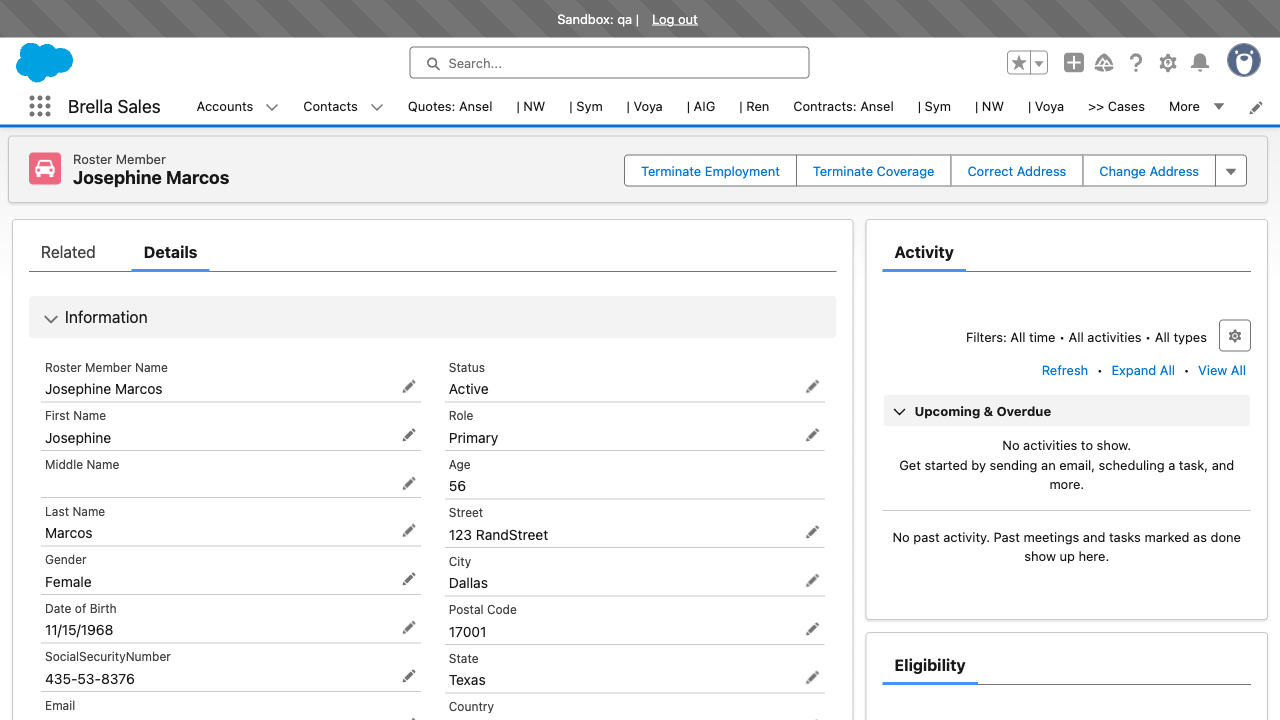 Sandbox: qa | Log out
Search...
Brella Sales
Accounts
Contacts
Quotes: Ansel
| NW
| Sym
| Voya
| AIG
| Ren
Contracts: Ansel
| Sym
| NW
| Voya
>> Cases
More
Roster Member
Josephine Marcos
Terminate Employment
Terminate Coverage
Correct Address
Change Address
Related
Details
Information
Roster Member Name
Josephine Marcos
First Name
Josephine
Middle Name
Last Name
Marcos
Gender
Female
Date of Birth
11/15/1968
SocialSecurityNumber
435-53-8376
Email
Status
Active
Role
Primary
Age
56
Street
123 RandStreet
City
Dallas
Postal Code
17001
State
Texas
Country
Activity
Filters: All time • All activities • All types
Refresh • Expand All • View All
Upcoming & Overdue
No activities to show.
Get started by sending an email, scheduling a task, and
more.
No past activity. Past meetings and tasks marked as done
show up here.
Eligibility